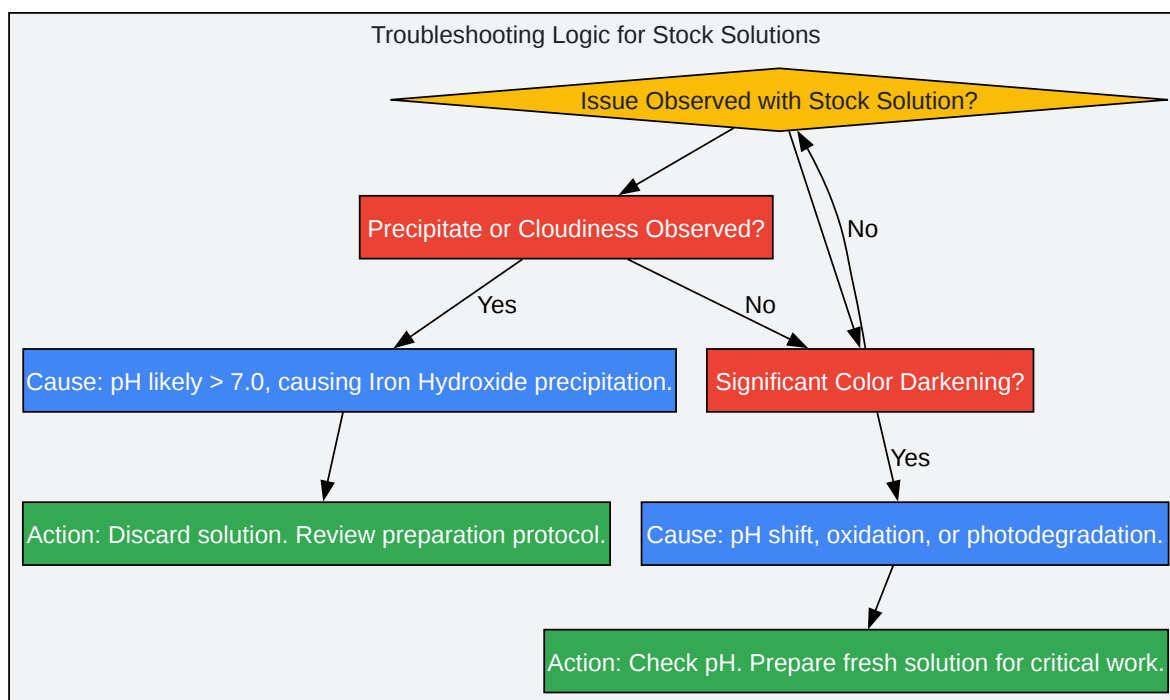 Troubleshooting Logic for Stock Solutions
Issue Observed with Stock Solution?
Precipitate or Cloudiness Observed?
No
Yes
No
Cause: pH likely > 7.0, causing Iron Hydroxide precipitation.
Significant Color Darkening?
Yes
Action: Discard solution. Review preparation protocol.
Cause: pH shift, oxidation, or photodegradation.
Action: Check pH. Prepare fresh solution for critical work.